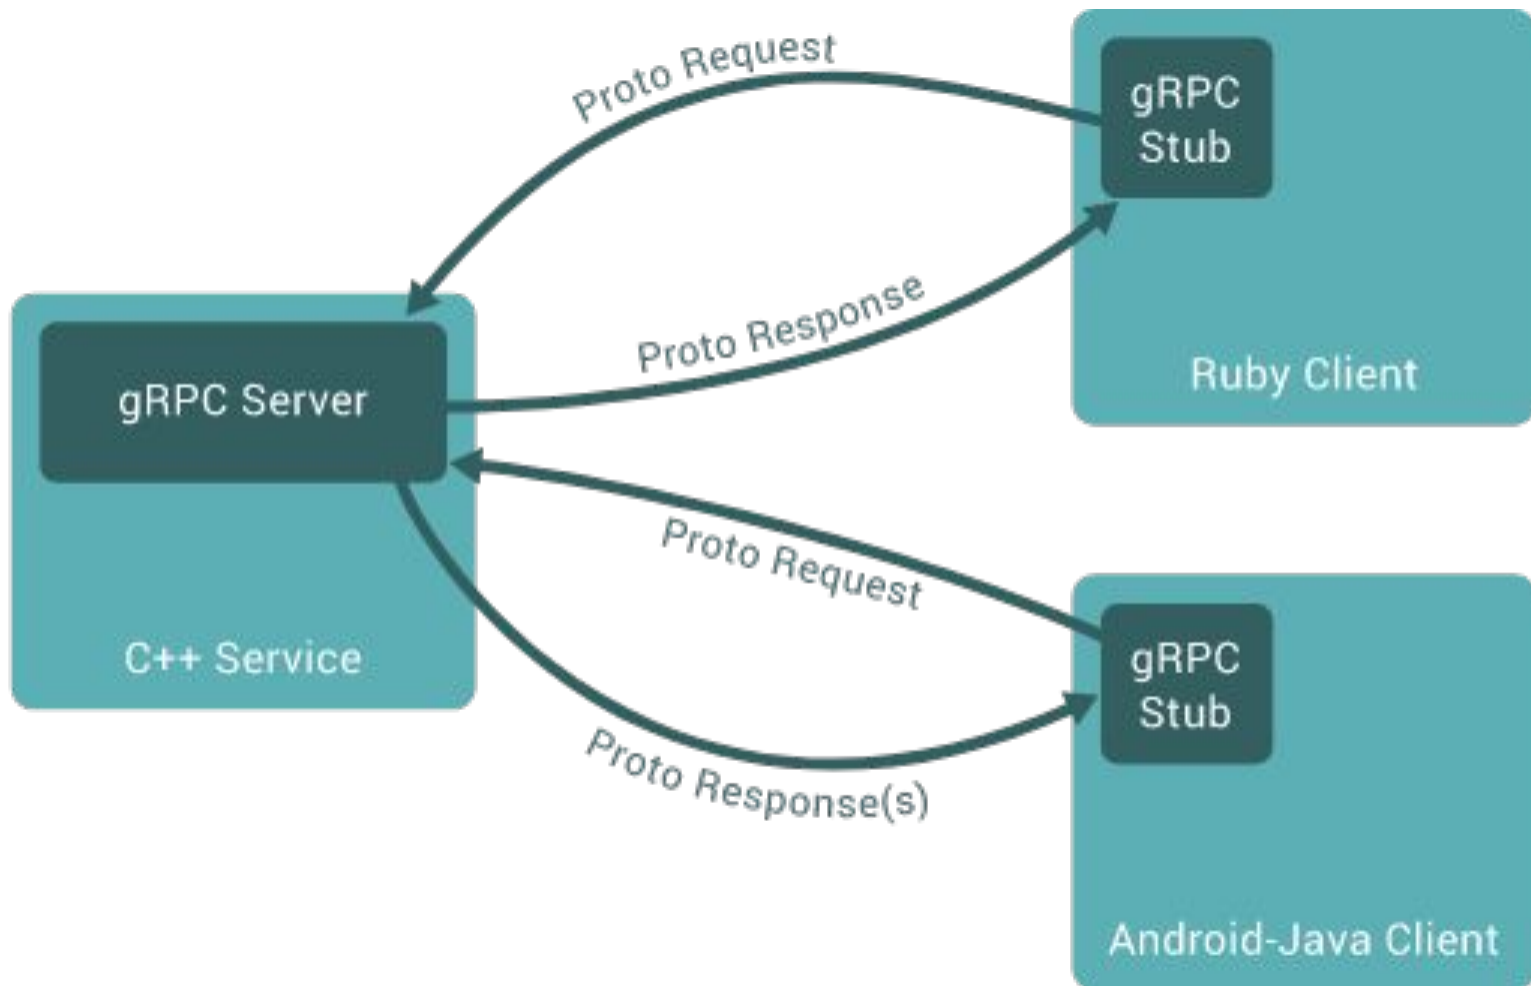 Proto Request
gRPC
Stub
Proto Response
Ruby Client
gRPC Server
C++ Service
Proto Request
gRPC
Stub
Proto Response(s)
Android-Java Client